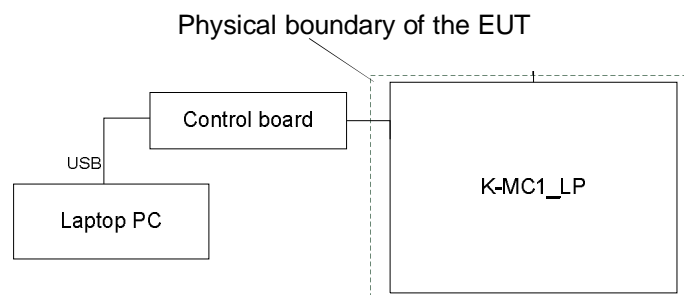 Physical boundary of the EUT
Control board
USB
K-MC1_LP
Laptop PC